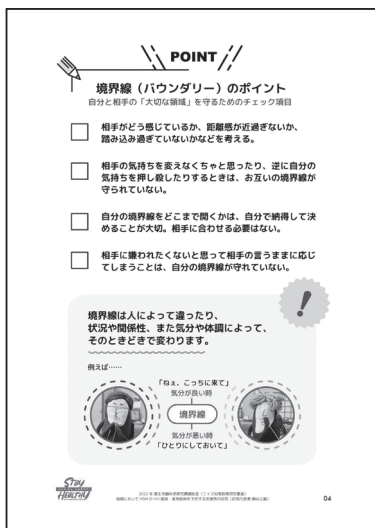 POINT
境界線（バウンダリー）のポイント
自分と相手の「大切な領域」を守るためのチェック項目
相手がどう感じているか、距離感が近過ぎないか、
踏み込み過ぎていないかなどを考える。
相手の気持ちを変えなくちゃと思ったり、逆に自分の
気持ちを押し殺したりするときは、お互いの境界線が
守られていない。
自分の境界線をどこまで開くかは、自分で納得して決
めることが大切。相手に合わせる必要はない。
相手に嫌われたくないと思って相手の言うままに応じ
てしまうことは、自分の境界線が守れていない。
!
境界線は人によって違ったり、
状況や関係性、また気分や体調によって、
そのときどきで変わります。
例えば……
「ねぇ、こっちに来て」
気分が良い時
境界線
気分が悪い時
「ひとりにしておいて」
STAY
HEALTHY
04